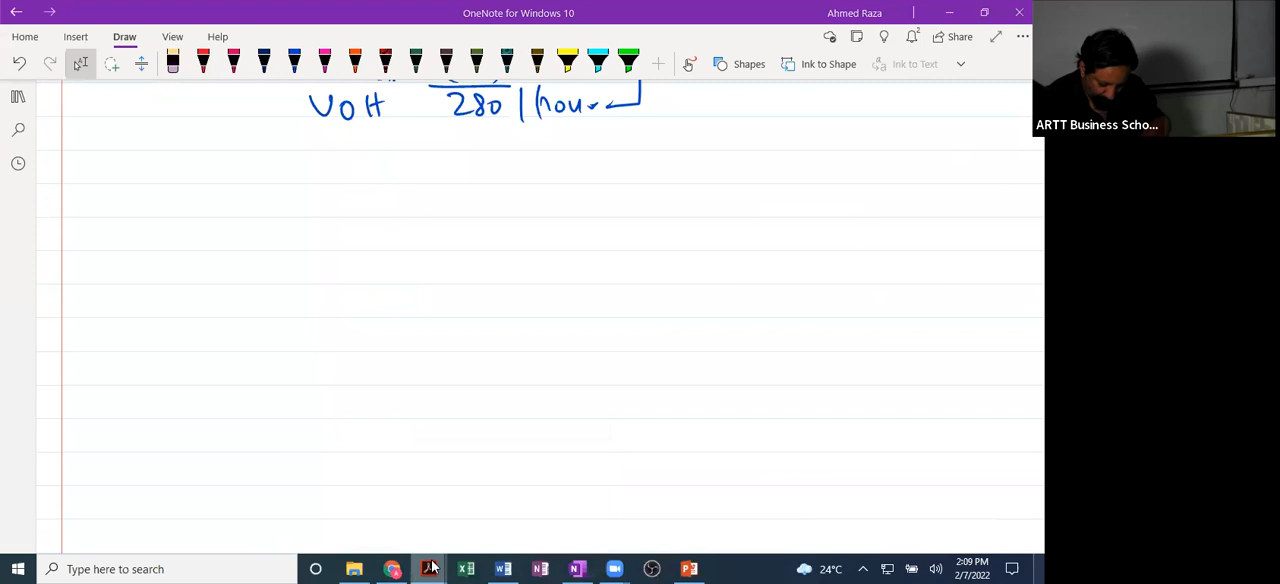 OneNote for Windows 10
Ahmed Raza
Home Insert Draw View Help
Share
Shapes Ink to Shape Ink to Text
VOH 280 / hour
ARTT Business Scho...
Type here to search
24°C
2:09 PM
2/7/2022